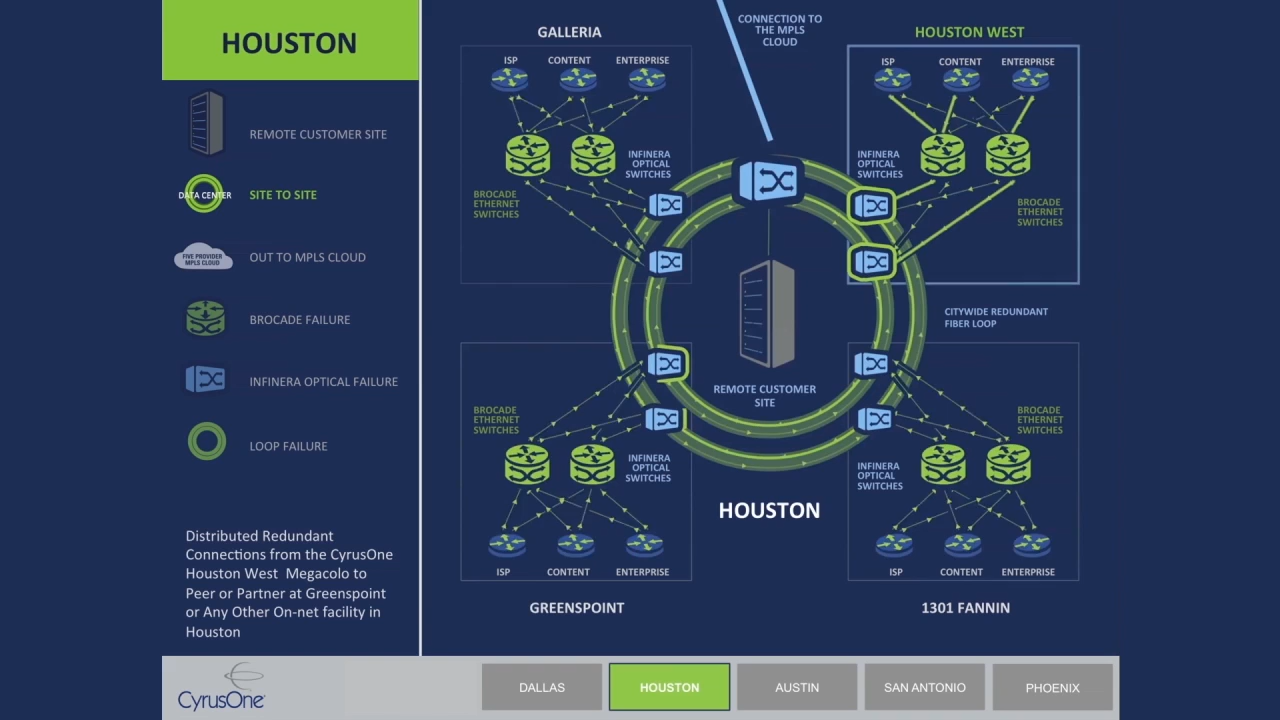 HOUSTON
REMOTE CUSTOMER SITE
DATA CENTER
SITE TO SITE
FIVE PROVIDER
MPLS CLOUD
OUT TO MPLS CLOUD
BROCADE FAILURE
INFINERA OPTICAL FAILURE
LOOP FAILURE
Distributed Redundant
Connections from the CyrusOne
Houston West Megacolo to
Peer or Partner at Greenspoint
or Any Other On-net facility in
Houston
GALLERIA
ISP
CONTENT
ENTERPRISE
INFINERA
OPTICAL
SWITCHES
BROCADE
ETHERNET
SWITCHES
CONNECTION TO
THE MPLS
CLOUD
HOUSTON WEST
ISP
CONTENT
ENTERPRISE
INFINERA
OPTICAL
SWITCHES
BROCADE
ETHERNET
SWITCHES
CITYWIDE REDUNDANT
FIBER LOOP
REMOTE CUSTOMER
SITE
BROCADE
ETHERNET
SWITCHES
INFINERA
OPTICAL
SWITCHES
ISP
CONTENT
ENTERPRISE
GREENSPOINT
HOUSTON
BROCADE
ETHERNET
SWITCHES
INFINERA
OPTICAL
SWITCHES
ISP
CONTENT
ENTERPRISE
1301 FANNIN
CyrusOne
DALLAS
HOUSTON
AUSTIN
SAN ANTONIO
PHOENIX